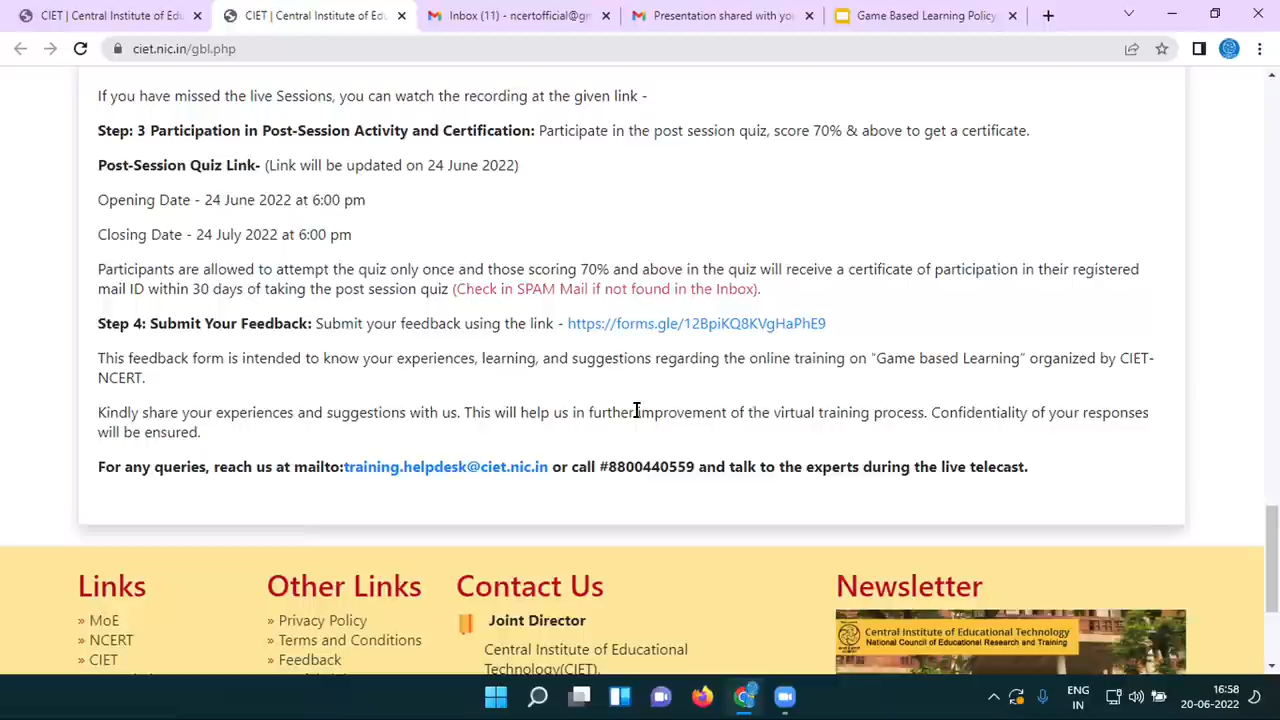 CIET | Central Institute of Edu
CIET | Central Institute of Edu
Inbox (11) - ncertofficial@gm
Presentation shared with you
Game Based Learning Policy
ciet.nic.in/gbl.php
If you have missed the live Sessions, you can watch the recording at the given link -
Step: 3 Participation in Post-Session Activity and Certification: Participate in the post session quiz, score 70% & above to get a certificate.
Post-Session Quiz Link- (Link will be updated on 24 June 2022)
Opening Date - 24 June 2022 at 6:00 pm
Closing Date - 24 July 2022 at 6:00 pm
Participants are allowed to attempt the quiz only once and those scoring 70% and above in the quiz will receive a certificate of participation in their registered
mail ID within 30 days of taking the post session quiz (Check in SPAM Mail if not found in the Inbox).
Step 4: Submit Your Feedback: Submit your feedback using the link - https://forms.gle/12BpiKQ8KVgHaPhE9
This feedback form is intended to know your experiences, learning, and suggestions regarding the online training on “Game based Learning” organized by CIET-
NCERT.
Kindly share your experiences and suggestions with us. This will help us in further improvement of the virtual training process. Confidentiality of your responses
will be ensured.
For any queries, reach us at mailto:training.helpdesk@ciet.nic.in or call #8800440559 and talk to the experts during the live telecast.
Links
» MoE
» NCERT
» CIET
Other Links
» Privacy Policy
» Terms and Conditions
» Feedback
Contact Us
Joint Director
Central Institute of Educational
Technology(CIET),
Newsletter
Central Institute of Educational Technology
National Council of Educational Research and Training
ENG
IN
16:58
20-06-2022